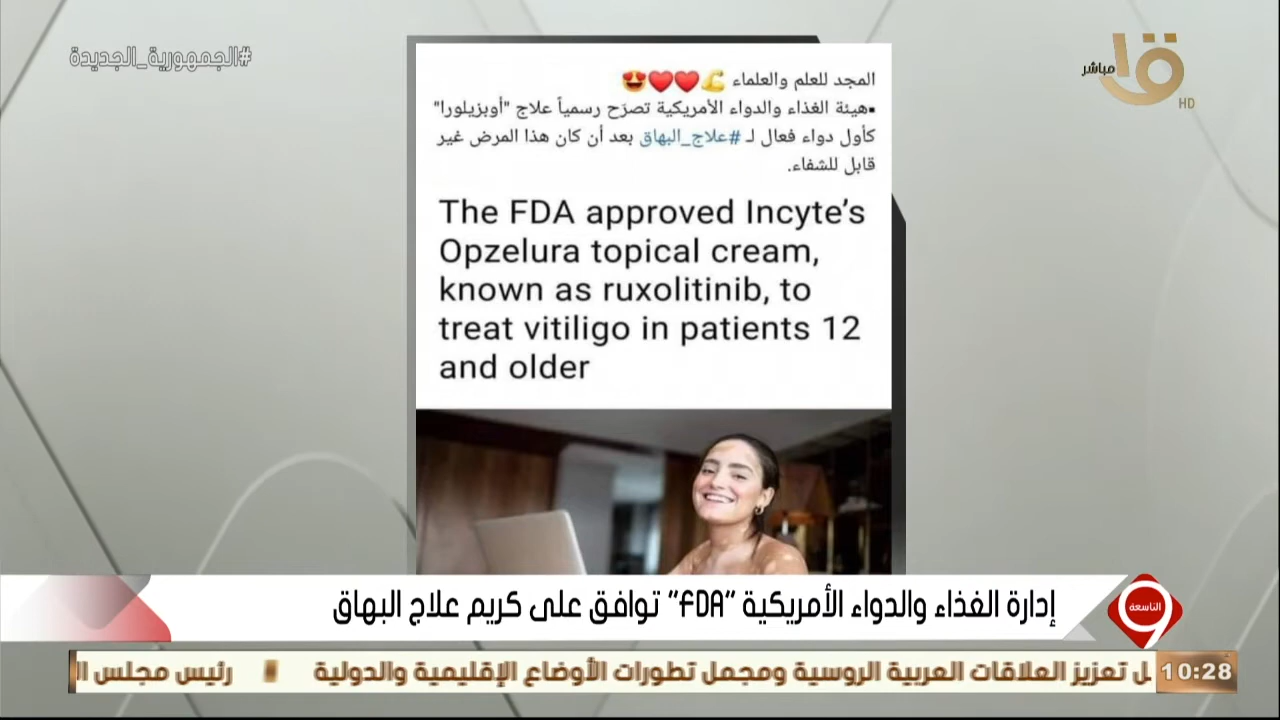 #الجمهورية_الجديدة
مباشر
HD
المجد للعلم والعلماء 💪❤️❤️😍
▪هيئة الغذاء والدواء الأمريكية تصرَح رسمياً علاج "أوبزيلورا"
كأول دواء فعال لـ #علاج_البهاق بعد أن كان هذا المرض غير
قابل للشفاء.
The FDA approved Incyte’s
Opzelura topical cream,
known as ruxolitinib, to
treat vitiligo in patients 12
and older
إدارة الغذاء والدواء الأمريكية "FDA" توافق على كريم علاج البهاق
التاسعة
9
ل تعزيز العلاقات العربية الروسية ومجمل تطورات الأوضاع الإقليمية والدولية رئيس مجلس ال
10:28